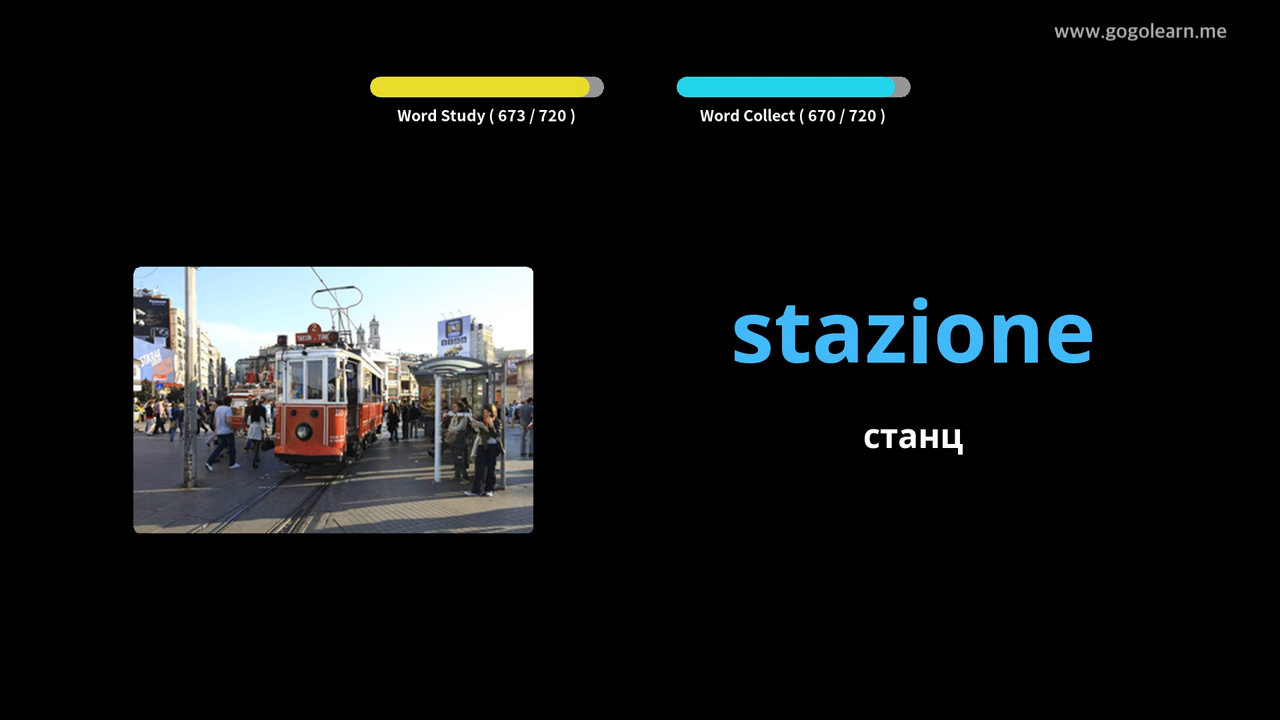 www.gogolearn.me
Word Study ( 673 / 720 )
Word Collect ( 670 / 720 )
stazione
станц